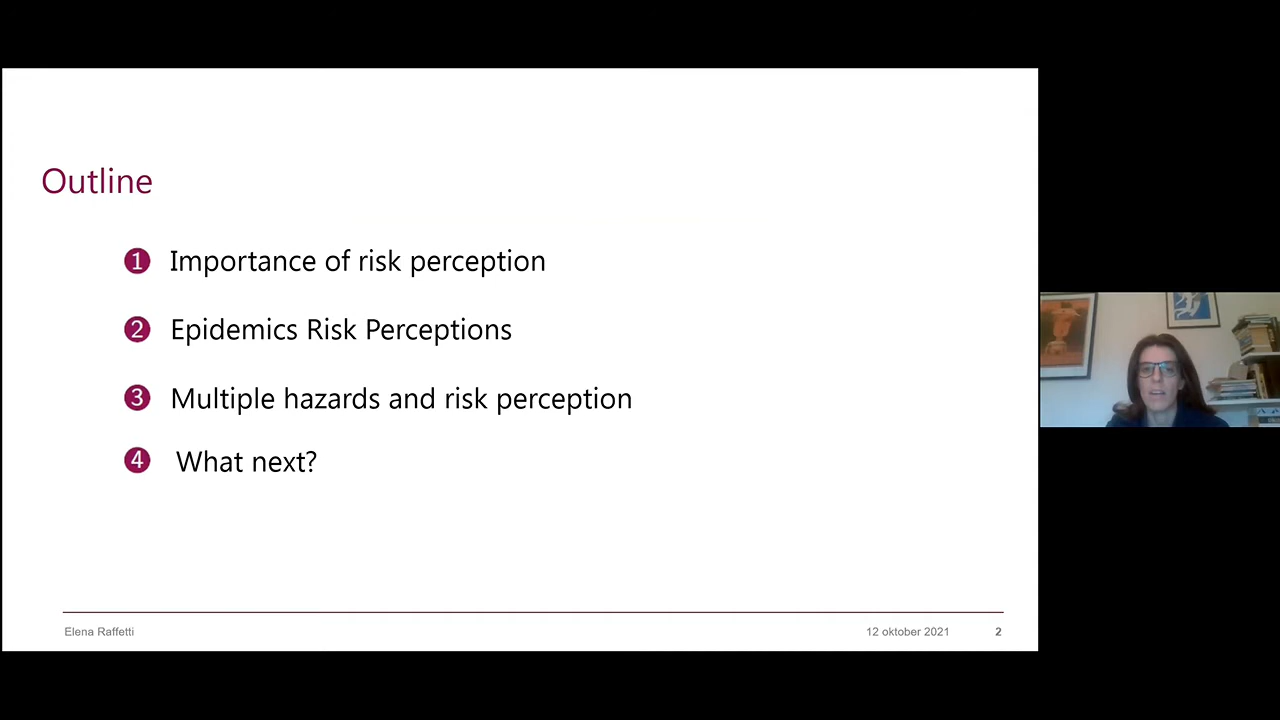 Outline
1 Importance of risk perception
2 Epidemics Risk Perceptions
3 Multiple hazards and risk perception
4 What next?
Elena Raffetti 12 oktober 2021 2